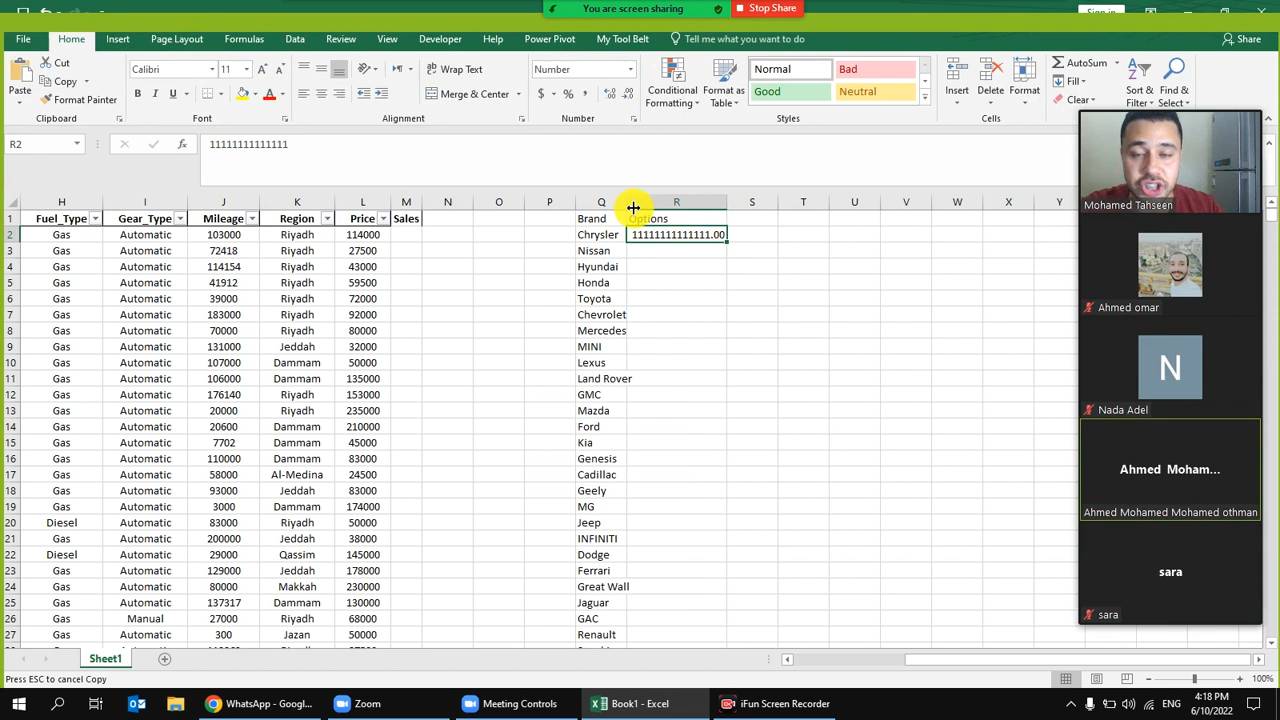 You are screen sharing
Stop Share
Sign in
File Home Insert Page Layout Formulas Data Review View Developer Help Power Pivot My Tool Belt Tell me what you want to do Share
Paste
Cut
Copy
Format Painter
Calibri 11
B I U
Wrap Text
Merge & Center
Number
$ % ,
Conditional Formatting
Format as Table
Normal Bad
Good Neutral
Insert Delete Format
AutoSum
Fill
Clear
Sort & Filter
Find & Select
Clipboard Font Alignment Number Styles Cells
R2 fx 11111111111111
H I J K L M N O P Q R S T U V W X Y
1 Fuel_Type Gear_Type Mileage Region Price Sales Brand Options
2 Gas Automatic 103000 Riyadh 114000 Chrysler 11111111111111.00
3 Gas Automatic 72418 Riyadh 27500 Nissan
4 Gas Automatic 114154 Riyadh 43000 Hyundai
5 Gas Automatic 41912 Riyadh 59500 Honda
6 Gas Automatic 39000 Riyadh 72000 Toyota
7 Gas Automatic 183000 Riyadh 92000 Chevrolet
8 Gas Automatic 70000 Riyadh 80000 Mercedes
9 Gas Automatic 131000 Jeddah 32000 MINI
10 Gas Automatic 107000 Dammam 50000 Lexus
11 Gas Automatic 106000 Dammam 135000 Land Rover
12 Gas Automatic 176140 Riyadh 153000 GMC
13 Gas Automatic 20000 Riyadh 235000 Mazda
14 Gas Automatic 20600 Dammam 210000 Ford
15 Gas Automatic 7702 Dammam 45000 Kia
16 Gas Automatic 110000 Dammam 83000 Genesis
17 Gas Automatic 58000 Al-Medina 24500 Cadillac
18 Gas Automatic 93000 Jeddah 83000 Geely
19 Gas Automatic 3000 Dammam 174000 MG
20 Diesel Automatic 83000 Riyadh 50000 Jeep
21 Gas Automatic 200000 Jeddah 38000 INFINITI
22 Diesel Automatic 29000 Qassim 145000 Dodge
23 Gas Automatic 129000 Jeddah 178000 Ferrari
24 Gas Automatic 80000 Makkah 230000 Great Wall
25 Gas Automatic 137317 Dammam 130000 Jaguar
26 Gas Manual 27000 Riyadh 68000 GAC
27 Gas Automatic 300 Jazan 50000 Renault
Mohamed Tahseen
Ahmed omar
N
Nada Adel
Ahmed Moham...
Ahmed Mohamed Mohamed othman
sara
sara
Sheet1
Press ESC to cancel Copy
100%
WhatsApp - Googl...
Zoom
Meeting Controls
Book1 - Excel
iFun Screen Recorder
4:18 PM
6/10/2022